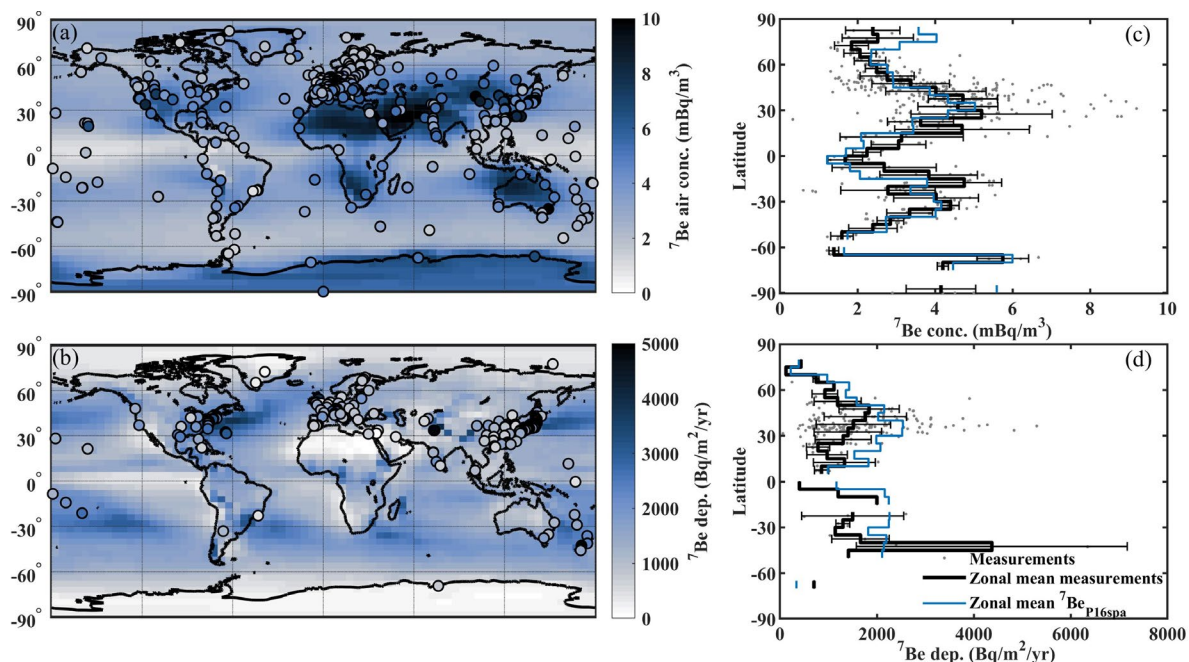 (a)
90°
60°
30°
0°
-30°
-60°
-90°
10
8
6
4
2
0
⁷Be air conc. (mBq/m³)
(c)
90
60
30
0
-30
-60
-90
Latitude
0 2 4 6 8 10
⁷Be conc. (mBq/m³)
(b)
90°
60°
30°
0°
-30°
-60°
-90°
5000
4000
3000
2000
1000
0
⁷Be dep. (Bq/m²/yr)
(d)
90
60
30
0
-30
-60
-90
Latitude
Measurements
Zonal mean measurements
Zonal mean ⁷Be P16spa
0 2000 4000 6000 8000
⁷Be dep. (Bq/m²/yr)